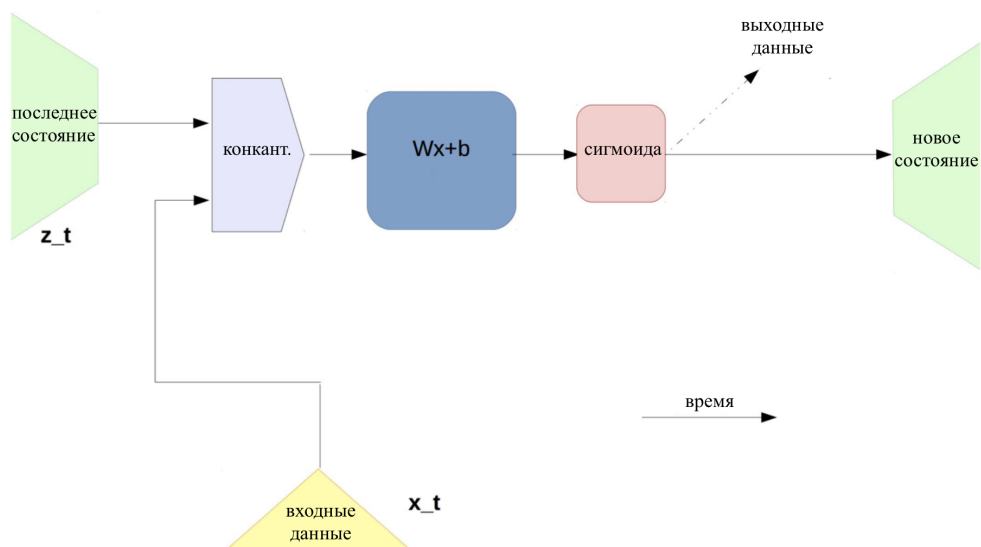 выходные
данные
последнее
состояние
конкант.
Wx+b
сигмоида
новое
состояние
z_t
время
x_t
входные
данные